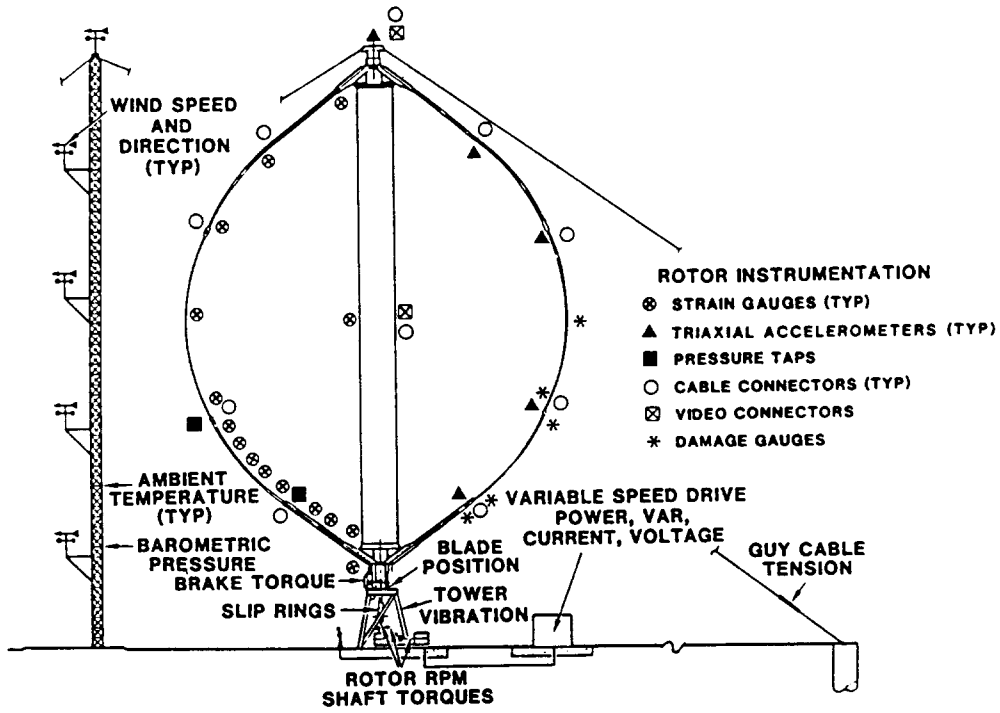 WIND SPEED
AND
DIRECTION
(TYP)
ROTOR INSTRUMENTATION
STRAIN GAUGES (TYP)
TRIAXIAL ACCELEROMETERS (TYP)
PRESSURE TAPS
CABLE CONNECTORS (TYP)
VIDEO CONNECTORS
DAMAGE GAUGES
AMBIENT
TEMPERATURE
(TYP)
BAROMETRIC
PRESSURE
BRAKE TORQUE
SLIP RINGS
BLADE
POSITION
TOWER
VIBRATION
VARIABLE SPEED DRIVE
POWER, VAR,
CURRENT, VOLTAGE
GUY CABLE
TENSION
ROTOR RPM
SHAFT TORQUES